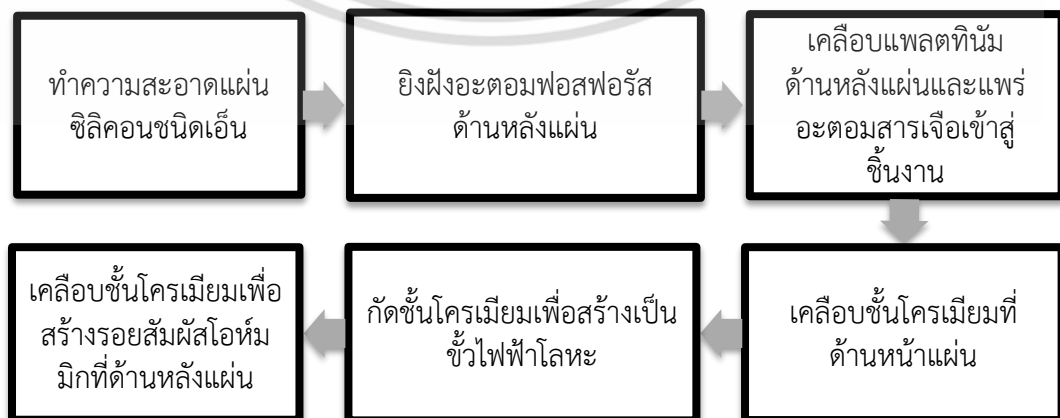 ทำความสะอาดแผ่น
ซิลิคอนชนิดเอ็น
ยิงฝังอะตอมฟอสฟอรัส
ด้านหลังแผ่น
เคลือบแพลตทินัม
ด้านหลังแผ่นและแพร่
อะตอมสารเจือเข้าสู่
ชิ้นงาน
เคลือบชั้นโครเมียมที่
ด้านหน้าแผ่น
กัดชั้นโครเมียมเพื่อสร้างเป็น
ขั้วไฟฟ้าโลหะ
เคลือบชั้นโครเมียมเพื่อ
สร้างรอยสัมผัสโอห์ม
มิกที่ด้านหลังแผ่น